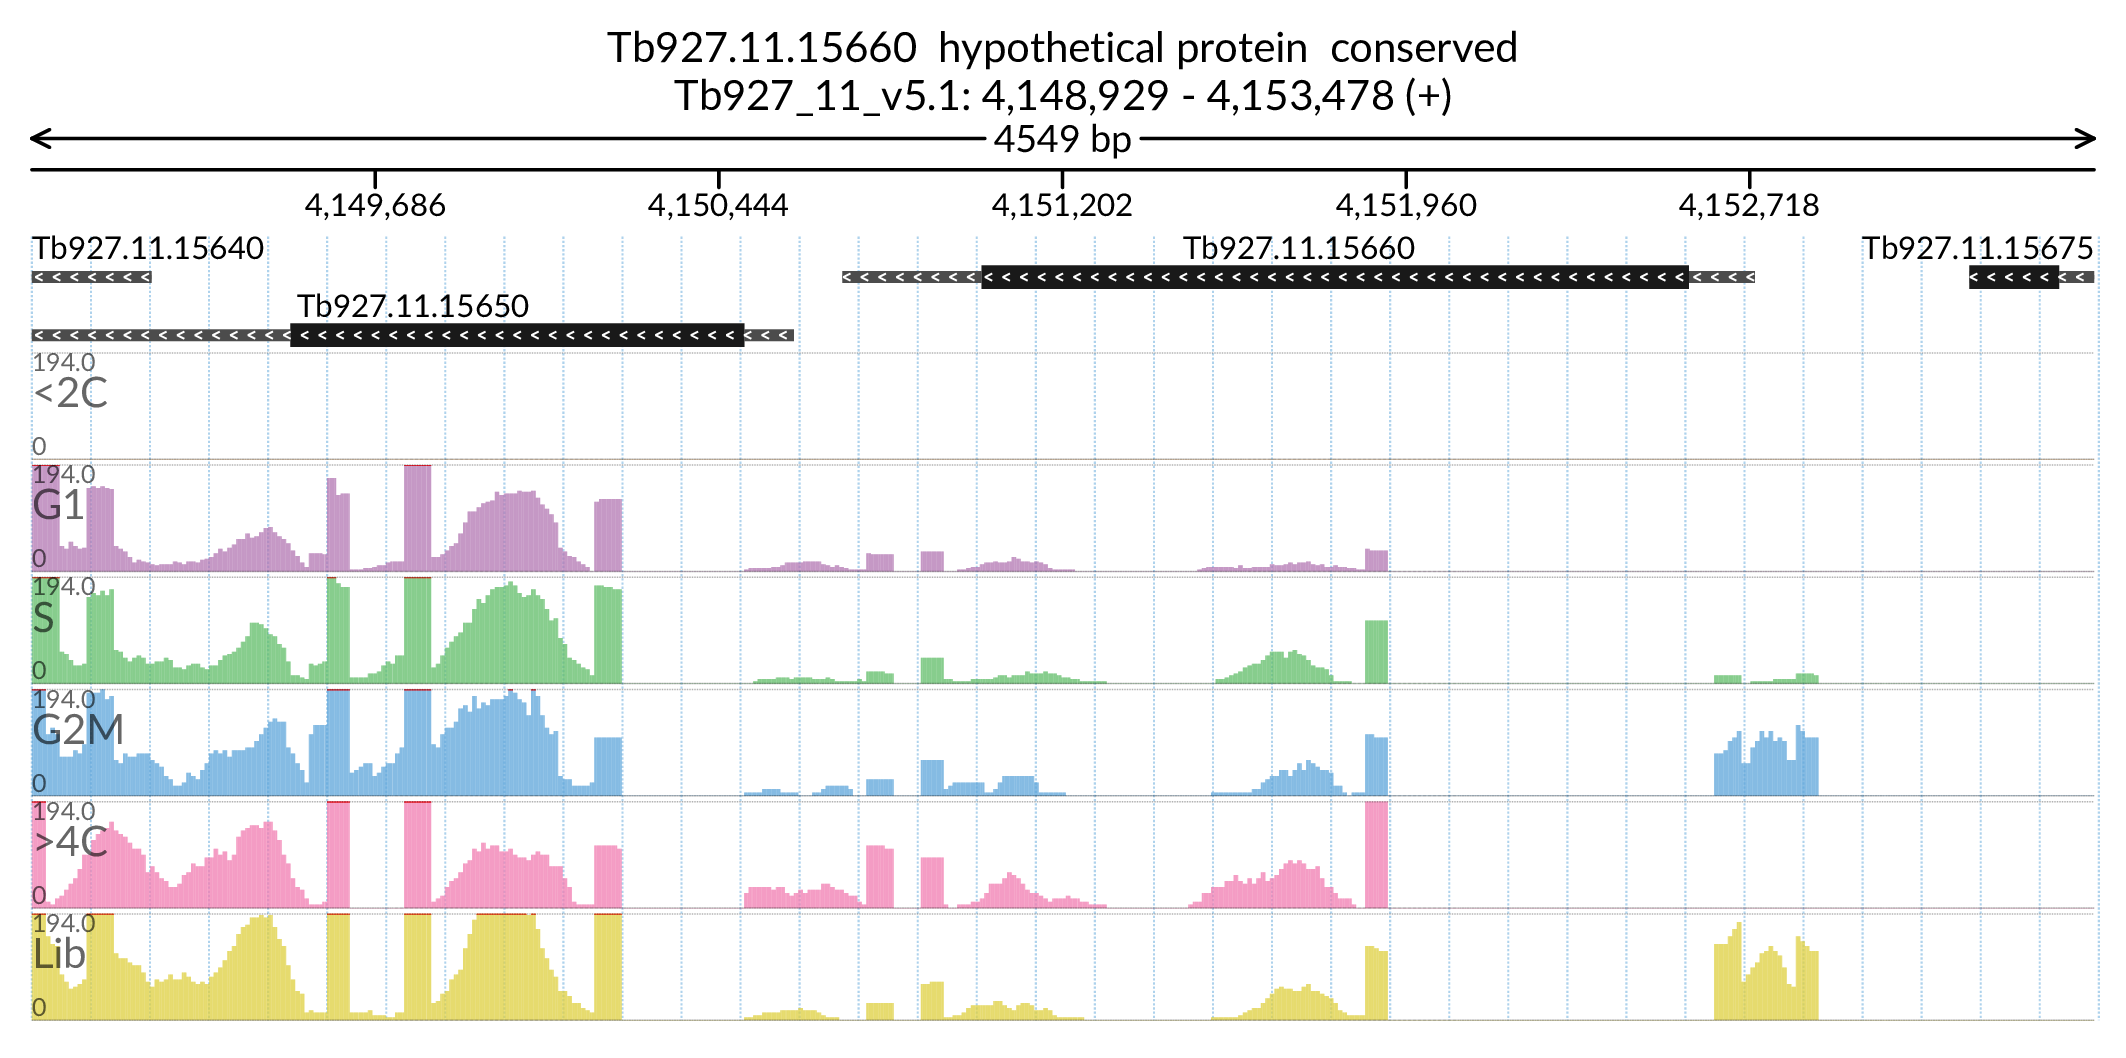 Tb927.11.15660  hypothetical protein  conserved
Tb927_11_v5.1: 4,148,929 - 4,153,478 (+)
4549 bp
4,149,686 4,150,444 4,151,202 4,151,960 4,152,718
Tb927.11.15640 Tb927.11.15660 Tb927.11.15675
Tb927.11.15650
194.0
<2C
0
194.0
G1
0
194.0
S
0
194.0
G2M
0
194.0
>4C
0
194.0
Lib
0